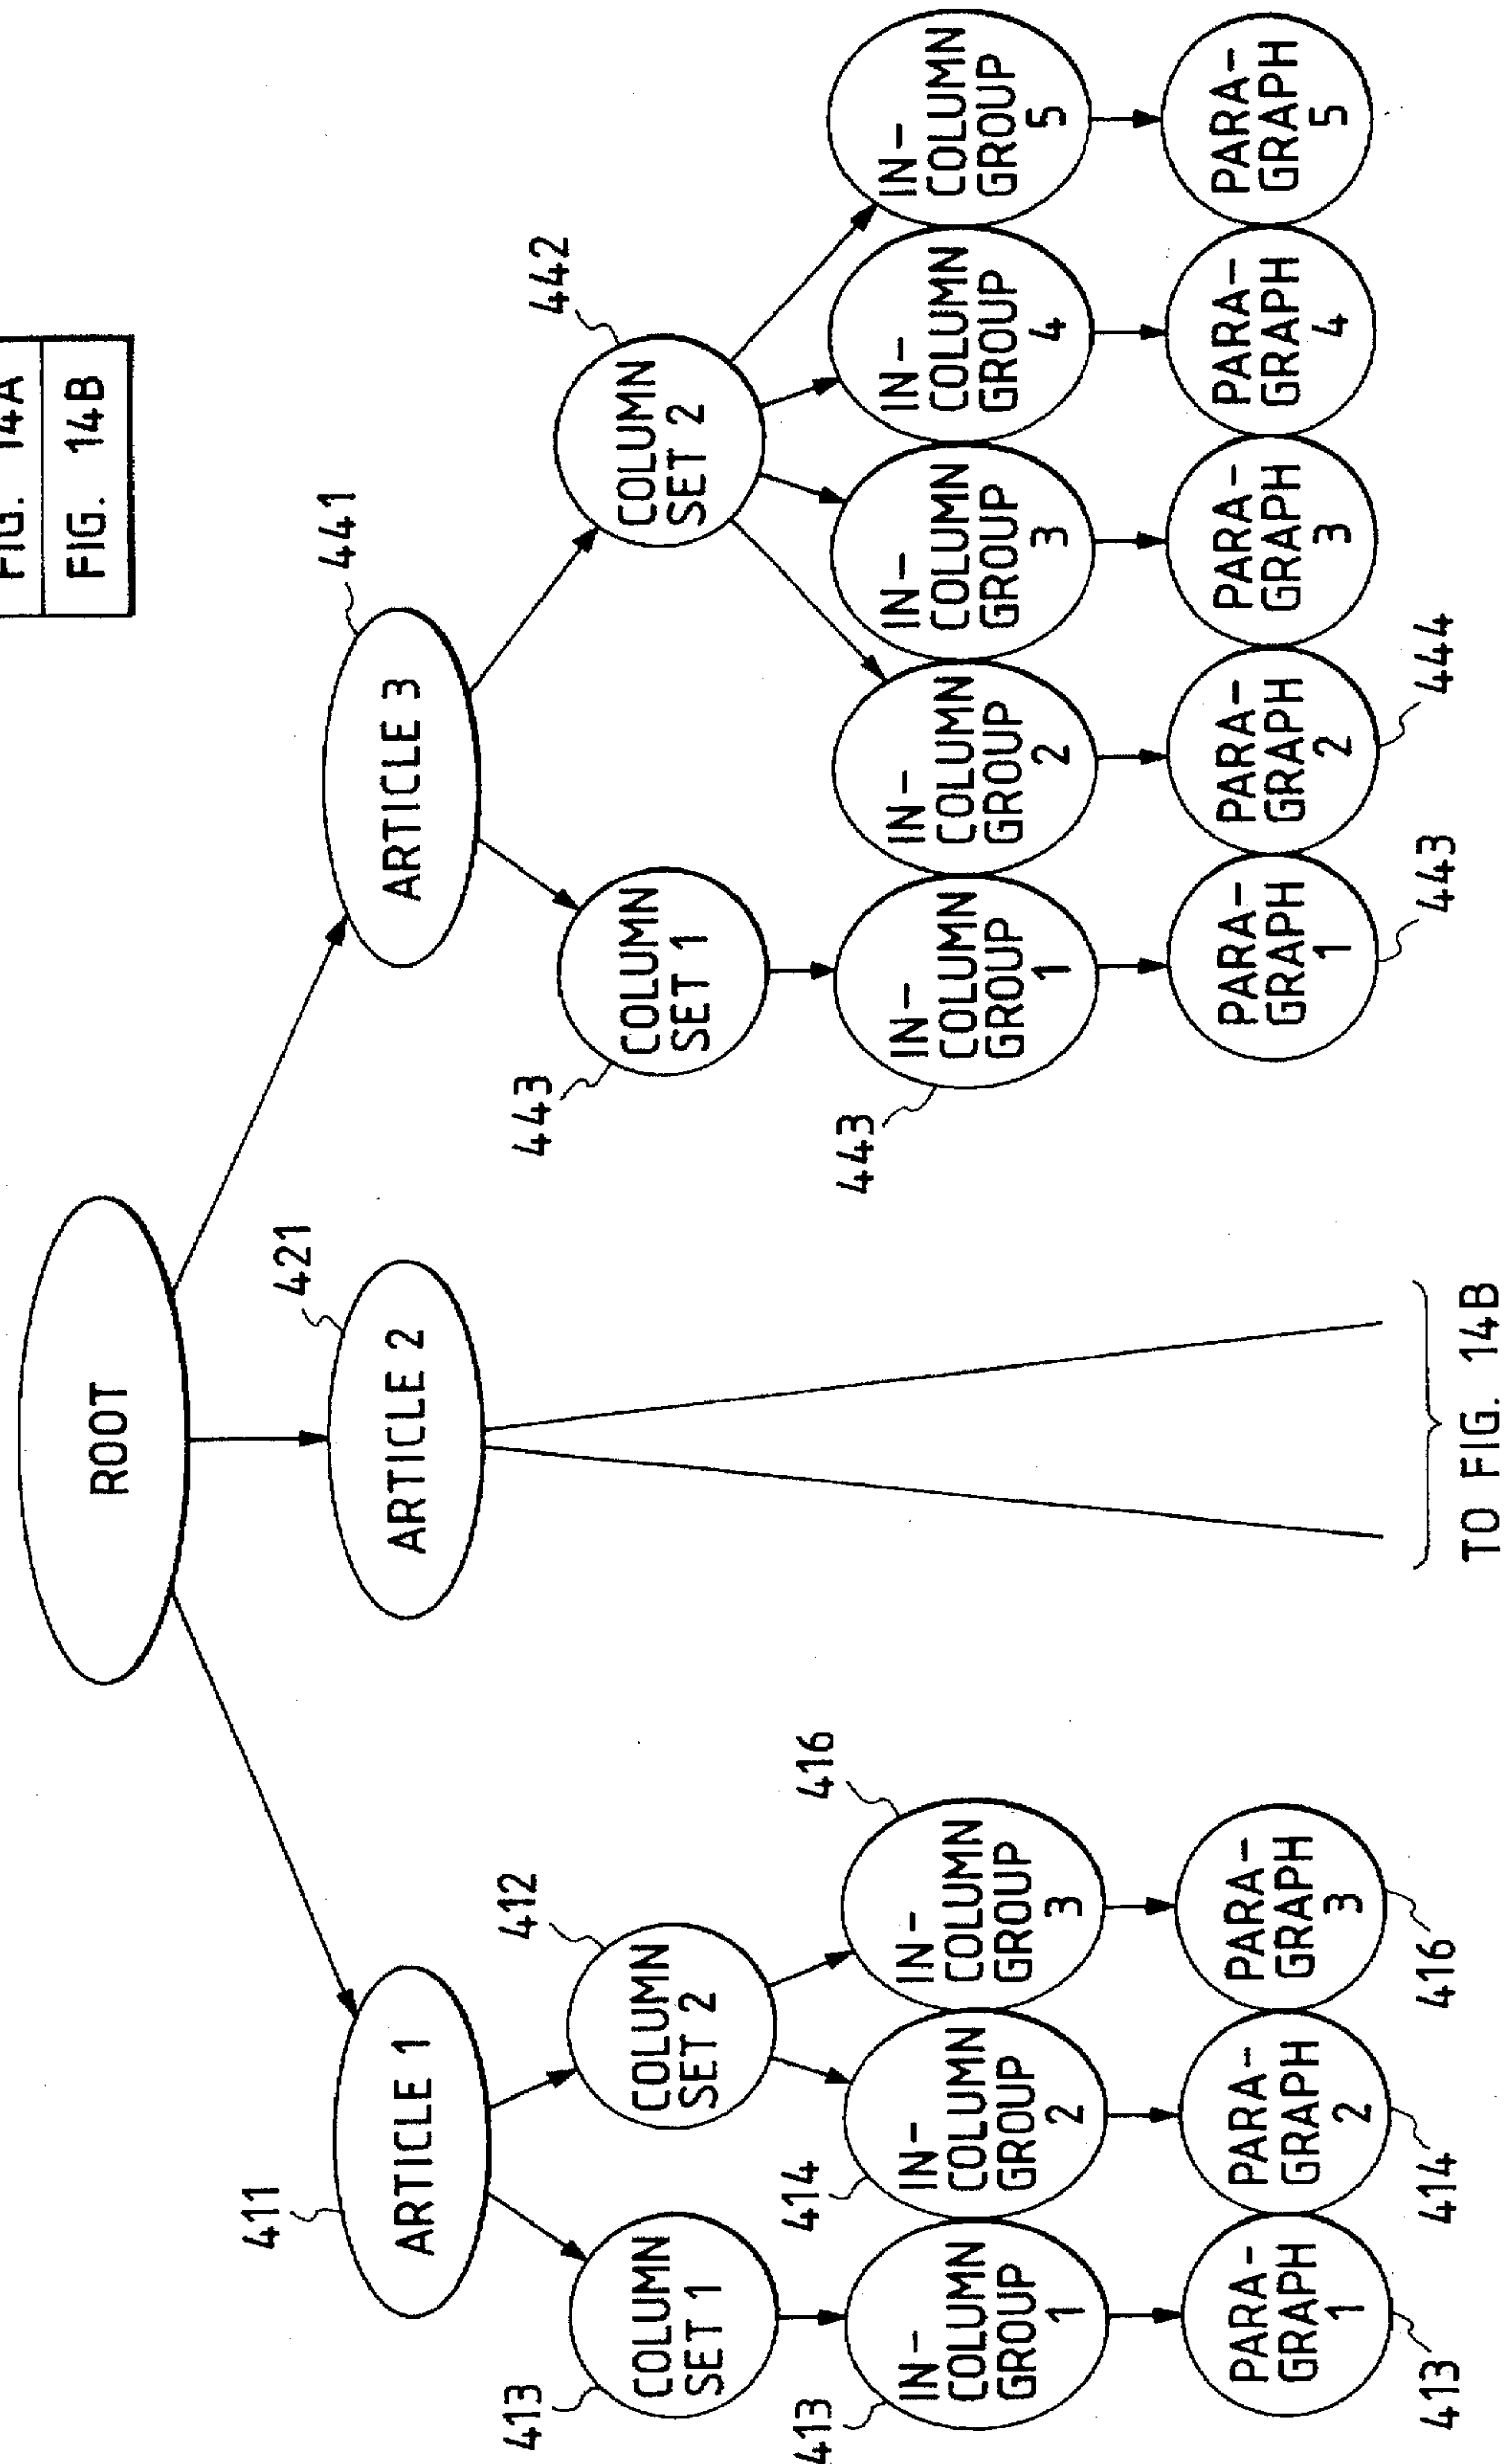 FIG. 14A
FIG. 14B
ROOT
411
ARTICLE 1
421
ARTICLE 2
441
ARTICLE 3
413
COLUMN
SET 1
412
COLUMN
SET 2
443
COLUMN
SET 1
442
COLUMN
SET 2
413
IN-
COLUMN
GROUP
1
414
IN-
COLUMN
GROUP
2
416
IN-
COLUMN
GROUP
3
443
IN-
COLUMN
GROUP
1
IN-
COLUMN
GROUP
2
IN-
COLUMN
GROUP
3
IN-
COLUMN
GROUP
4
IN-
COLUMN
GROUP
5
PARA-
GRAPH
1
413
PARA-
GRAPH
2
414
PARA-
GRAPH
3
416
PARA-
GRAPH
1
443
PARA-
GRAPH
2
444
PARA-
GRAPH
3
PARA-
GRAPH
4
PARA-
GRAPH
5
TO FIG. 14B